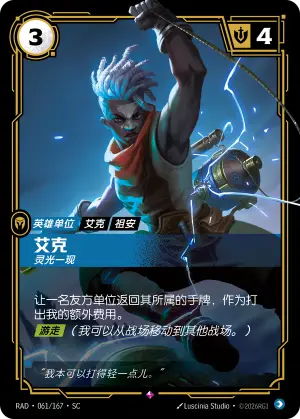 3
4
英雄单位 艾克 祖安
艾克
灵光一现
让一名友方单位返回其所属的手牌，作为打
出我的额外费用。
游走 （我可以从战场移动到其他战场。）
“我本可以打得轻一点儿。”
RAD • 061/167 • SC Luscinia Studio • ©2026RGI